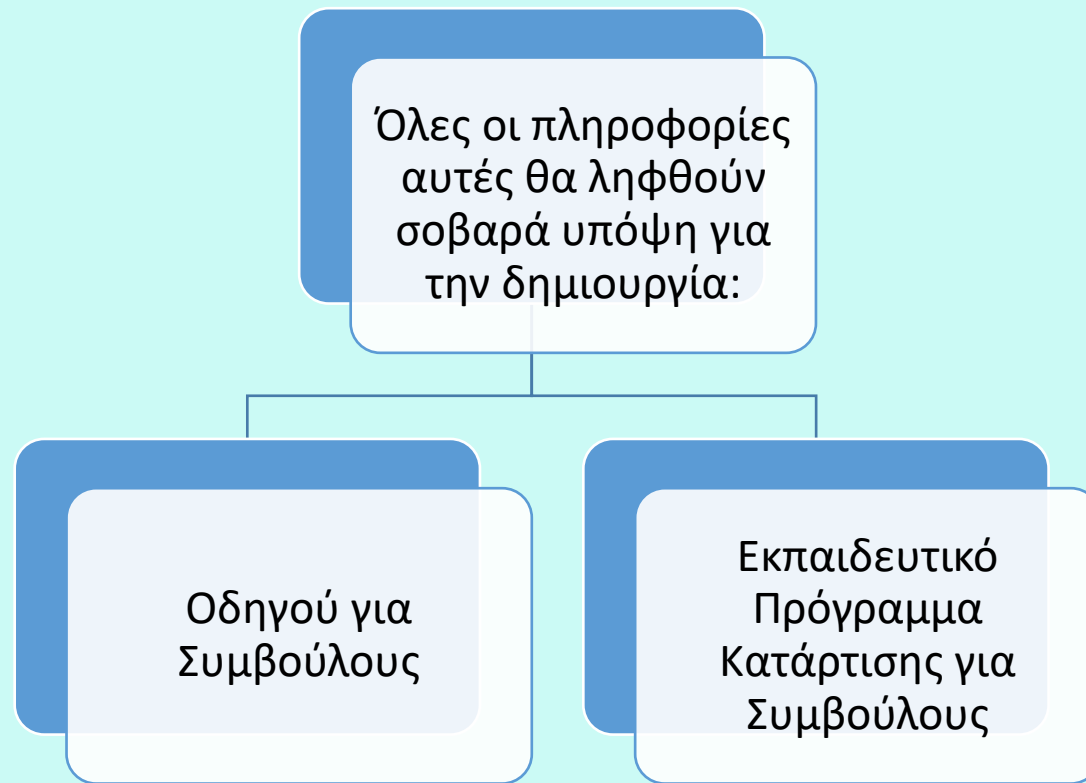 Όλες οι πληροφορίες
αυτές θα ληφθούν
σοβαρά υπόψη για
την δημιουργία:
Οδηγού για
Συμβούλους
Εκπαιδευτικό
Πρόγραμμα
Κατάρτισης για
Συμβούλους